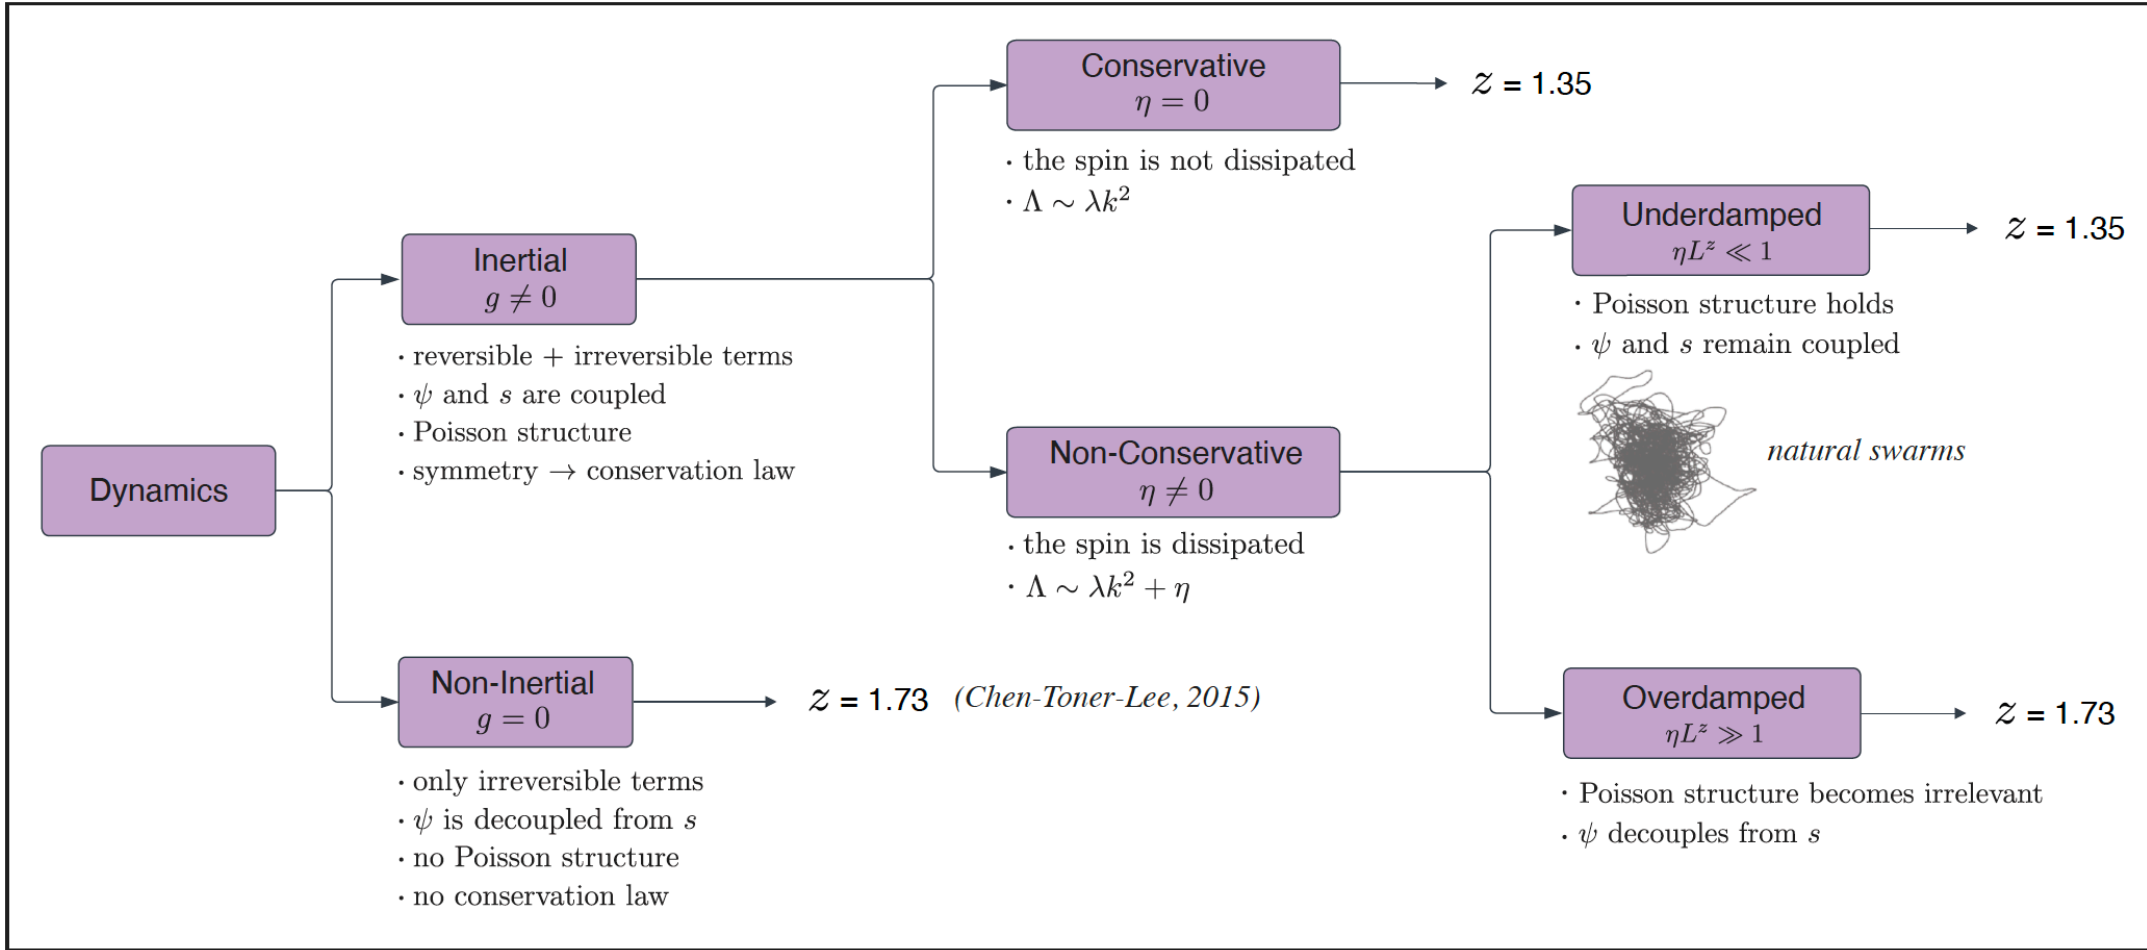 Dynamics
Inertial
g ≠ 0
· reversible + irreversible terms
· ψ and s are coupled
· Poisson structure
· symmetry → conservation law
Non-Inertial
g = 0
· only irreversible terms
· ψ is decoupled from s
· no Poisson structure
· no conservation law
z = 1.73 (Chen-Toner-Lee, 2015)
Conservative
η = 0
· the spin is not dissipated
· Λ ∼ λk²
z = 1.35
Non-Conservative
η ≠ 0
· the spin is dissipated
· Λ ∼ λk² + η
Underdamped
ηLᶻ ≪ 1
· Poisson structure holds
· ψ and s remain coupled
z = 1.35
natural swarms
Overdamped
ηLᶻ ≫ 1
· Poisson structure becomes irrelevant
· ψ decouples from s
z = 1.73